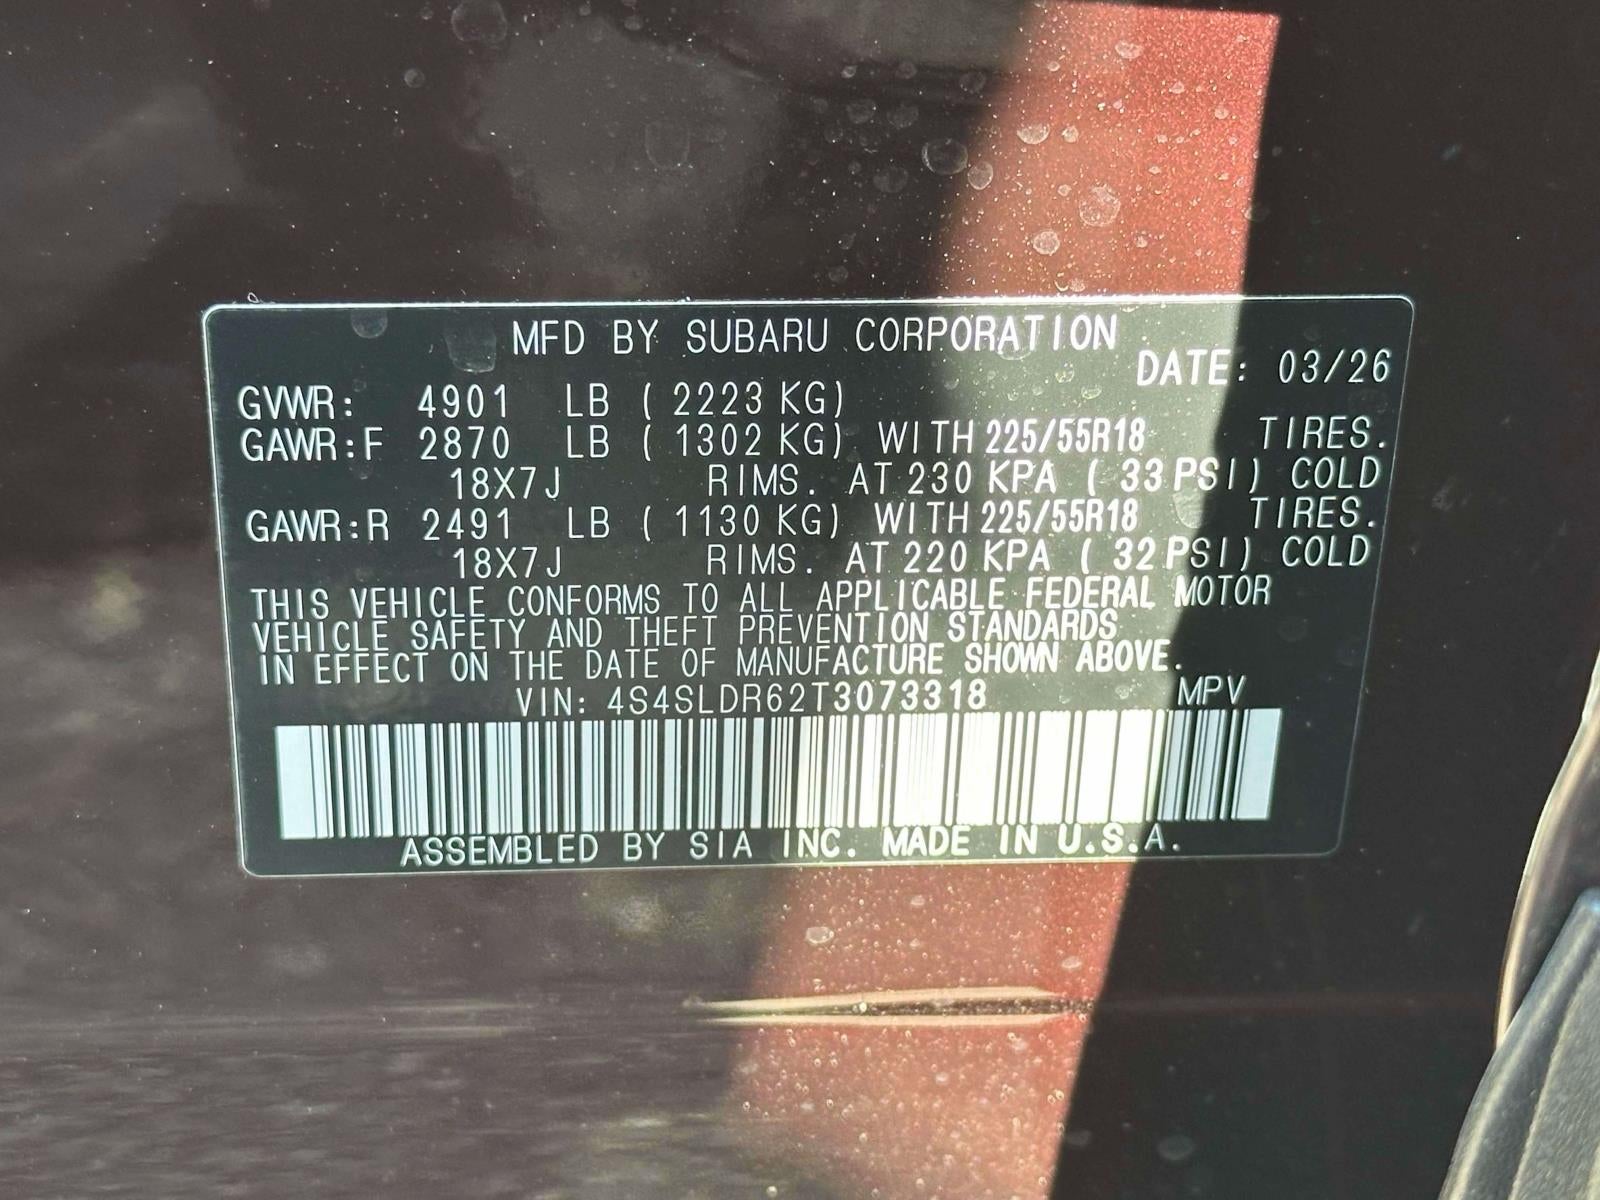 MFD BY SUBARU CORPORATION
DATE: 03/26
GVWR: 4901 LB ( 2223 KG)
GAWR:F 2870 LB ( 1302 KG) WITH 225/55R18 TIRES.
18X7J RIMS. AT 230 KPA ( 33 PSI) COLD
GAWR:R 2491 LB ( 1130 KG) WITH 225/55R18 TIRES.
18X7J RIMS. AT 220 KPA ( 32 PSI) COLD
THIS VEHICLE CONFORMS TO ALL APPLICABLE FEDERAL MOTOR
VEHICLE SAFETY AND THEFT PREVENTION STANDARDS
IN EFFECT ON THE DATE OF MANUFACTURE SHOWN ABOVE.
VIN: 4S4SLDR62T3073318 MPV
ASSEMBLED BY SIA INC. MADE IN U.S.A.